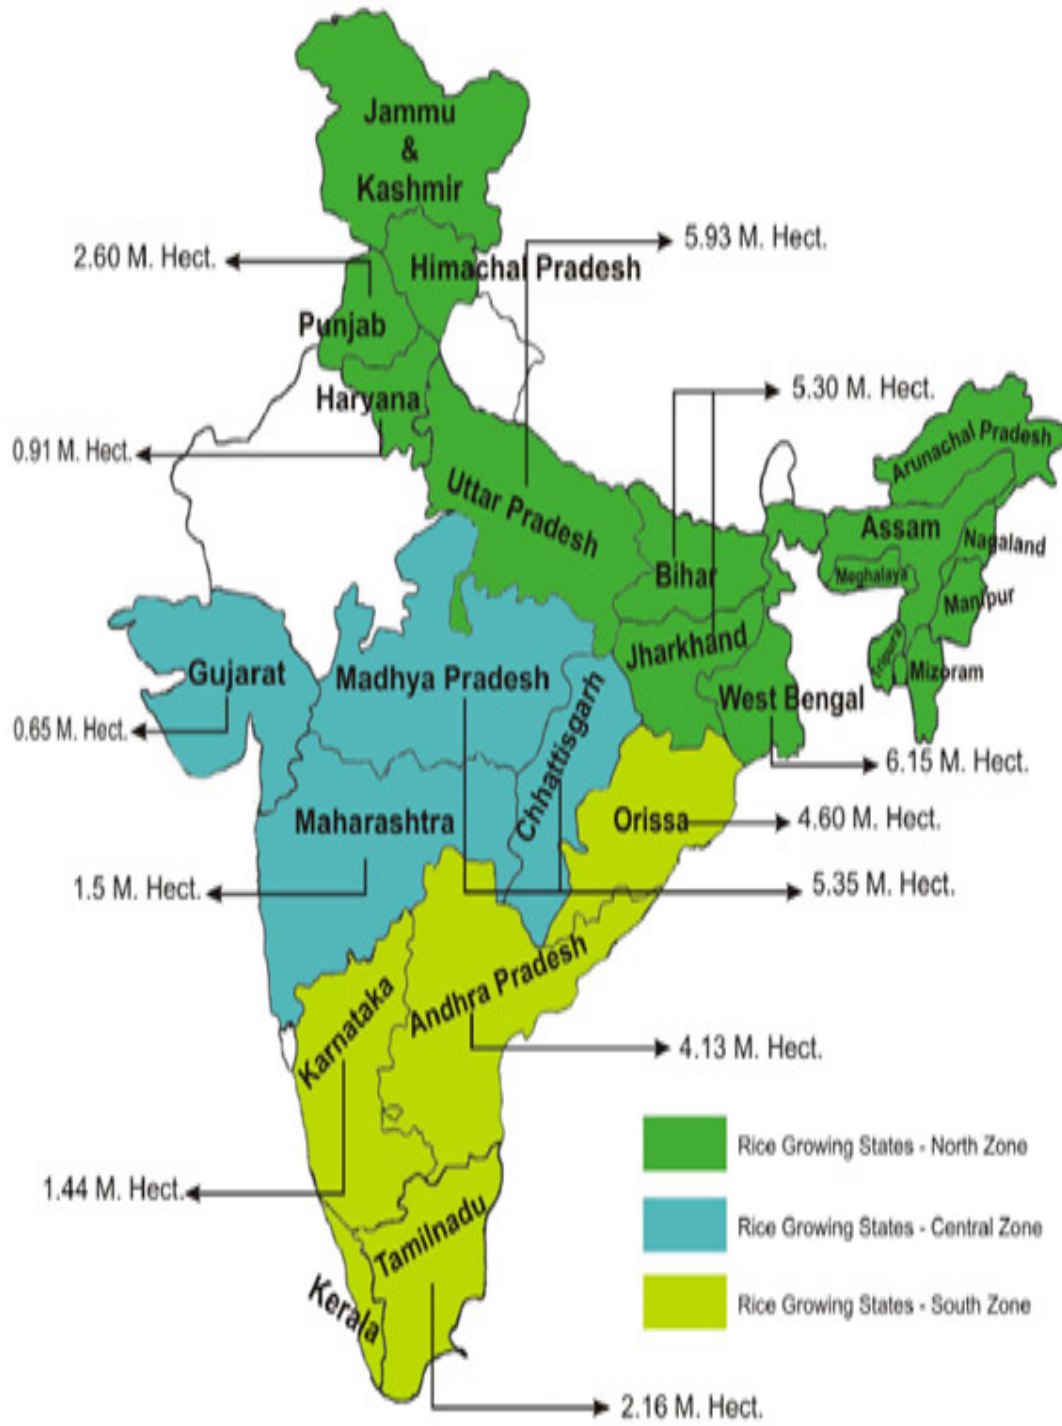 Jammu
&
Kashmir
2.60 M. Hect.
5.93 M. Hect.
Himachal Pradesh
Punjab
Haryana
5.30 M. Hect.
0.91 M. Hect.
Arunachal Pradesh
Uttar Pradesh
Assam
Nagaland
Bihar
Meghalaya
Manipur
Jharkhand
Tripura
Mizoram
Gujarat
Madhya Pradesh
Chhattisgarh
West Bengal
0.65 M. Hect.
6.15 M. Hect.
Maharashtra
Orissa
4.60 M. Hect.
1.5 M. Hect.
5.35 M. Hect.
Andhra Pradesh
Karnataka
4.13 M. Hect.
Rice Growing States - North Zone
1.44 M. Hect.
Rice Growing States - Central Zone
Tamilnadu
Kerala
Rice Growing States - South Zone
2.16 M. Hect.